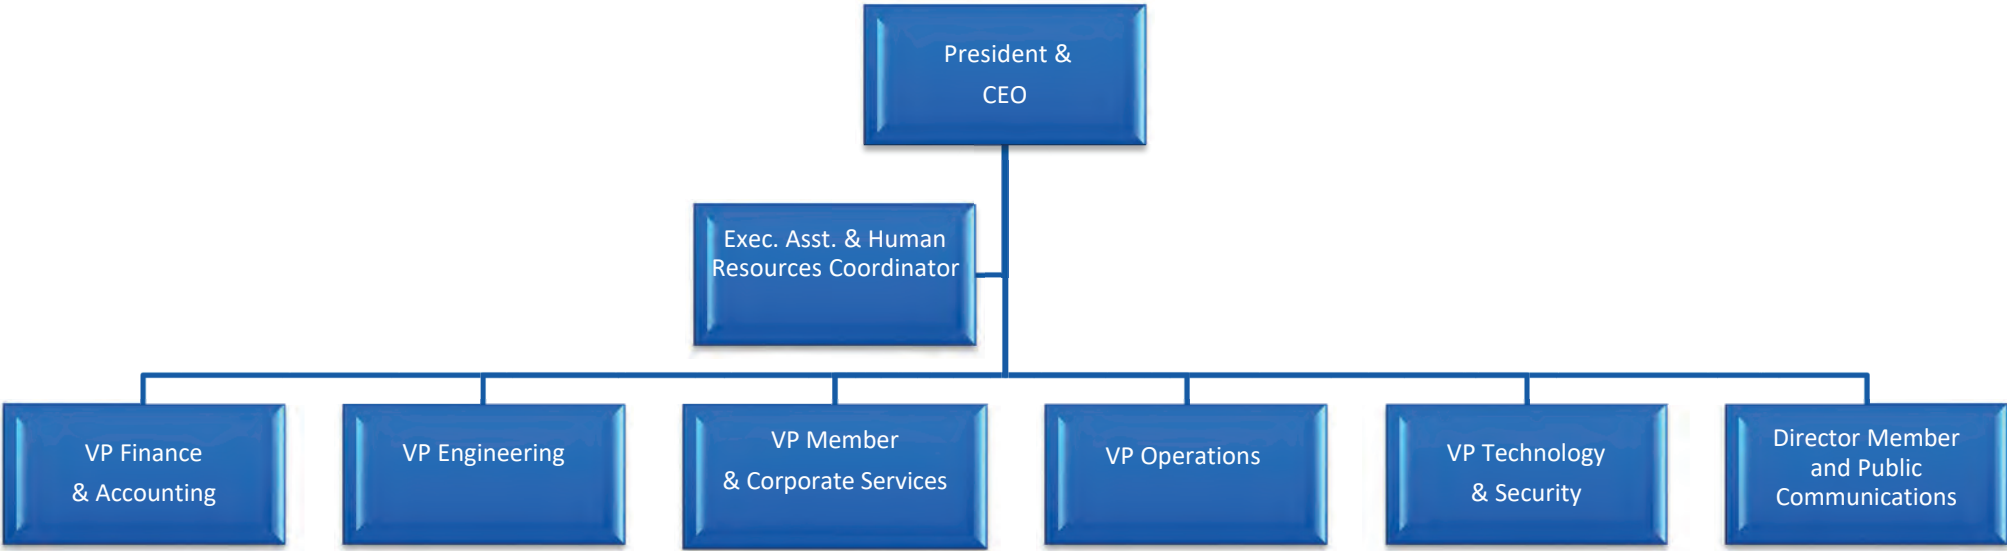 President &
CEO
Exec. Asst. & Human
Resources Coordinator
VP Finance
& Accounting
VP Engineering
VP Member
& Corporate Services
VP Operations
VP Technology
& Security
Director Member
and Public
Communications